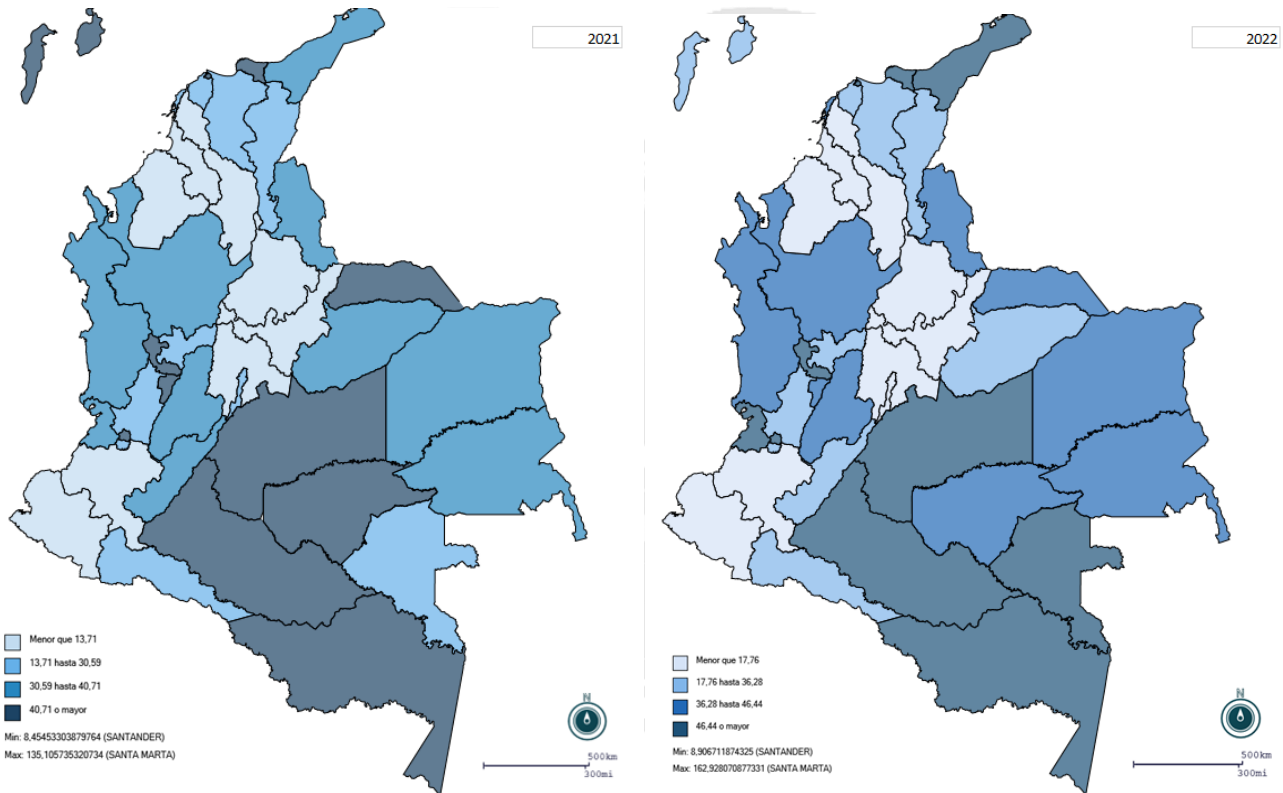 2021
Menor que 13,71
13,71 hasta 30,59
30,59 hasta 40,71
40,71 o mayor
Min: 8,45453303879764 (SANTANDER)
Max: 135,105735320734 (SANTA MARTA)
N
500km
300mi
2022
Menor que 17,76
17,76 hasta 36,28
36,28 hasta 46,44
46,44 o mayor
Min: 8,906711874325 (SANTANDER)
Max: 162,928070877331 (SANTA MARTA)
N
500km
300mi